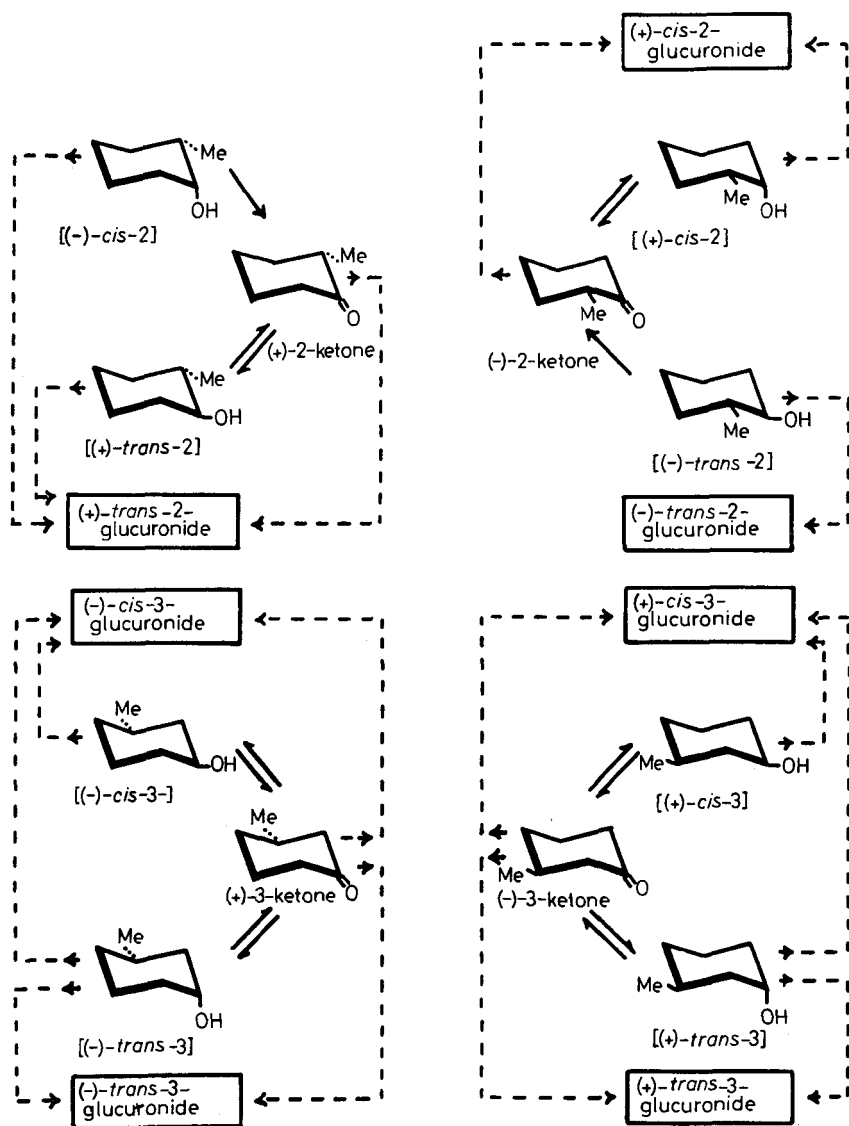 (+)-cis-2-
glucuronide
Me
OH
[(-)-cis-2]
Me
OH
[(+)-cis-2]
Me
O
(+)-2-ketone
Me
O
(-)-2-ketone
Me
OH
[(+)-trans-2]
Me
OH
[(-)-trans-2]
(+)-trans-2-
glucuronide
(-)-trans-2-
glucuronide
(-)-cis-3-
glucuronide
(+)-cis-3-
glucuronide
Me
OH
[(-)-cis-3-]
Me
OH
[(+)-cis-3]
Me
O
(+)-3-ketone
Me
O
(-)-3-ketone
Me
OH
[(-)-trans-3]
Me
OH
[(+)-trans-3]
(-)-trans-3-
glucuronide
(+)-trans-3-
glucuronide